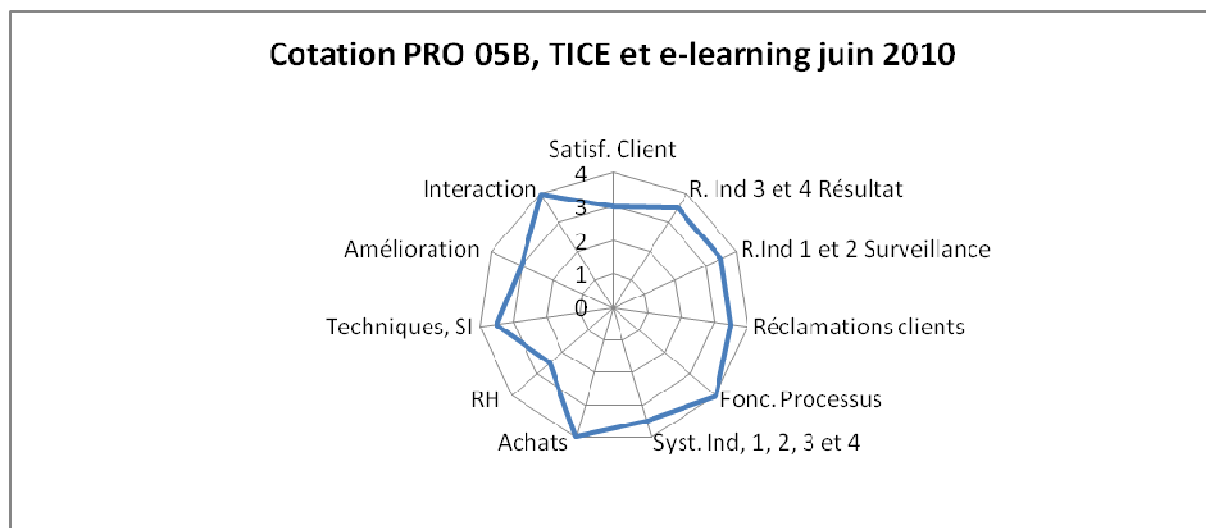 Cotation PRO 05B, TICE et e-learning juin 2010
Satisf. Client
R. Ind 3 et 4 Résultat
R.Ind 1 et 2 Surveillance
Réclamations clients
Fonc. Processus
Syst. Ind, 1, 2, 3 et 4
Achats
RH
Techniques, SI
Amélioration
Interaction
4
3
2
1
0